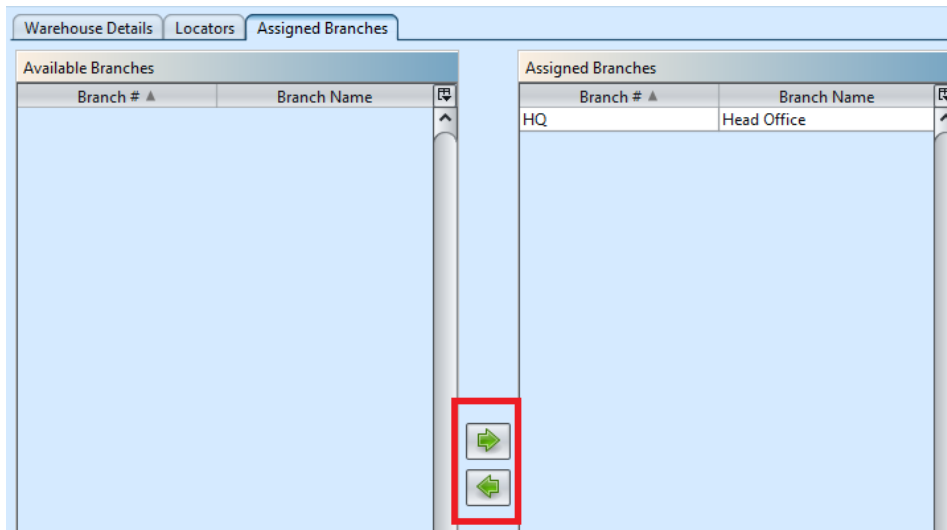 Warehouse Details Locators Assigned Branches
Available Branches
Branch # Branch Name
Assigned Branches
Branch # Branch Name
HQ Head Office